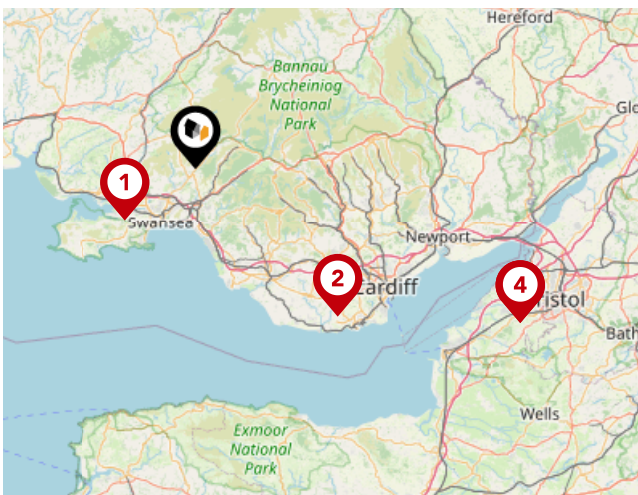 Hereford
Bannau
Brycheiniog
National
Park
Glo
1
Swansea
Newport
2
Cardiff
4
Bristol
Bath
Exmoor
National
Park
Wells